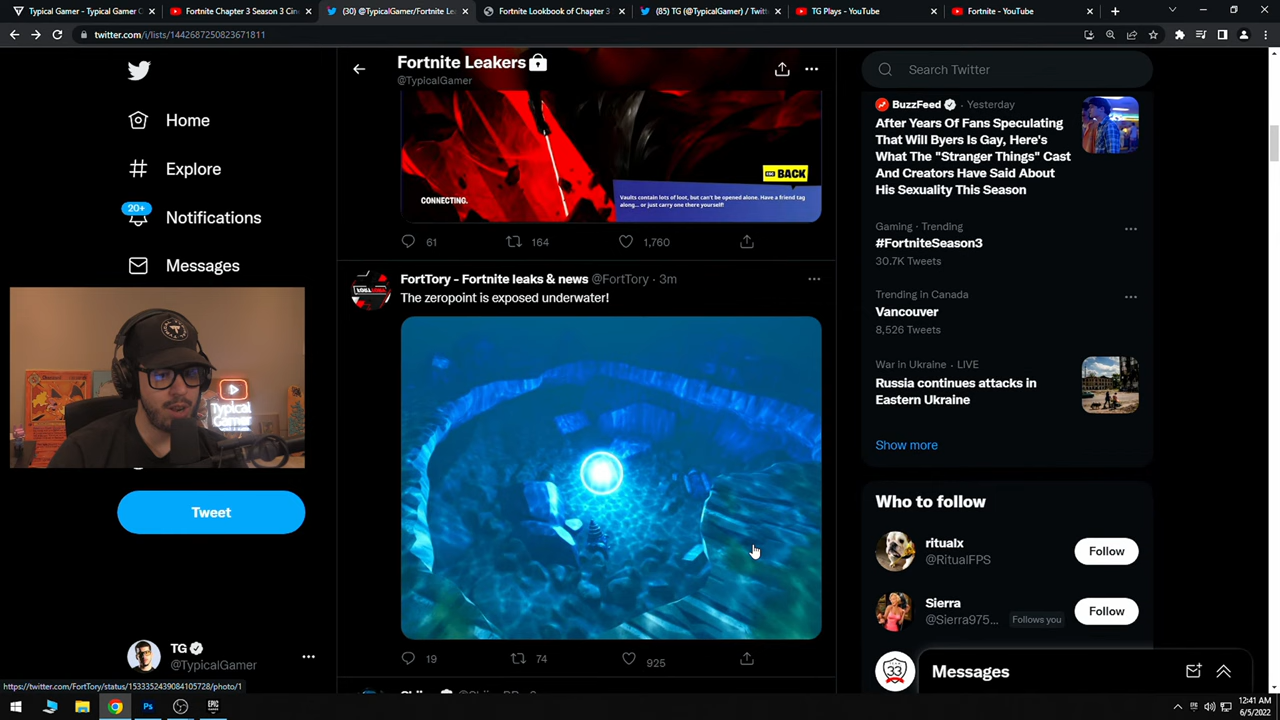 Typical Gamer - Typical Gamer C
Fortnite Chapter 3 Season 3 Cin
(30) @TypicalGamer/Fortnite Le
Fortnite Lookbook of Chapter 3
(85) TG (@TypicalGamer) / Twitt
TG Plays - YouTube
Fortnite - YouTube
twitter.com/i/lists/1442687250823671811
Home
Explore
20+
Notifications
Messages
Typical
Gamer
Tweet
TG
@TypicalGamer
https://twitter.com/FortTory/status/1533352439084105728/photo/1
Fortnite Leakers
@TypicalGamer
CONNECTING.
BACK
Vaults contain lots of loot, but can't be opened alone. Have a friend tag
along... or just carry one there yourself!
61
164
1,760
FortTory - Fortnite leaks & news @FortTory · 3m
The zeropoint is exposed underwater!
19
74
925
Search Twitter
BuzzFeed · Yesterday
After Years Of Fans Speculating
That Will Byers Is Gay, Here's
What The "Stranger Things" Cast
And Creators Have Said About
His Sexuality This Season
Gaming · Trending
#FortniteSeason3
30.7K Tweets
Trending in Canada
Vancouver
8,526 Tweets
War in Ukraine · LIVE
Russia continues attacks in
Eastern Ukraine
Show more
Who to follow
ritualx
@RitualFPS
Follow
Sierra
@Sierra975...
Follows you
Follow
33
Messages
Ps
EPIC
12:41 AM
6/5/2022